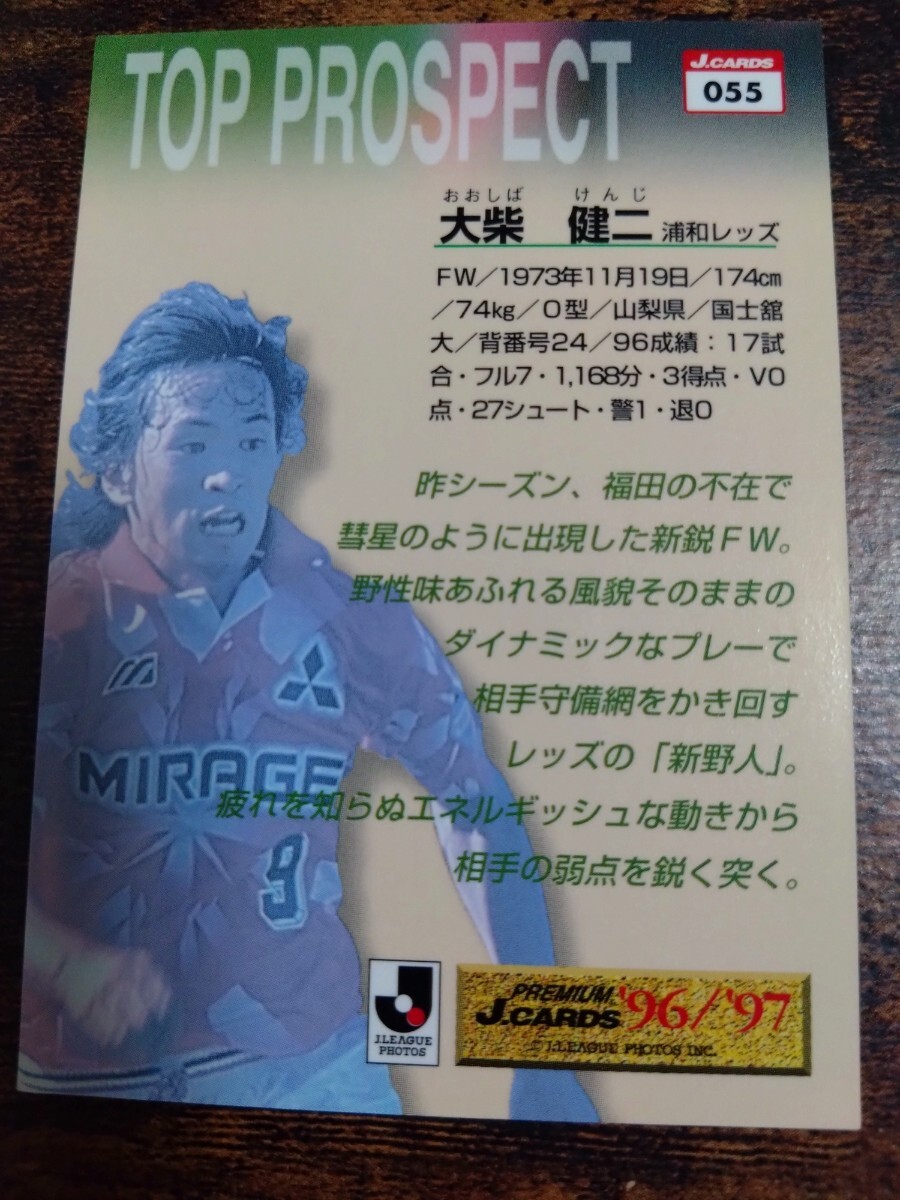 TOP PROSPECT
J.CARDS
055
おおしば けんじ
大柴 健二 浦和レッズ
FW／1973年11月19日／174cm
／74kg／O型／山梨県／国士舘
大／背番号24／96成績：17試
合・フル7・1,168分・3得点・V0
点・27シュート・警1・退0
昨シーズン、福田の不在で
彗星のように出現した新鋭FW。
野性味あふれる風貌そのままの
ダイナミックなプレーで
相手守備網をかき回す
レッズの「新野人」。
疲れを知らぬエネルギッシュな動きから
相手の弱点を鋭く突く。
MIRAGE
9
J.LEAGUE
PHOTOS
PREMIUM
J.CARDS '96/'97
© J.LEAGUE PHOTOS INC.